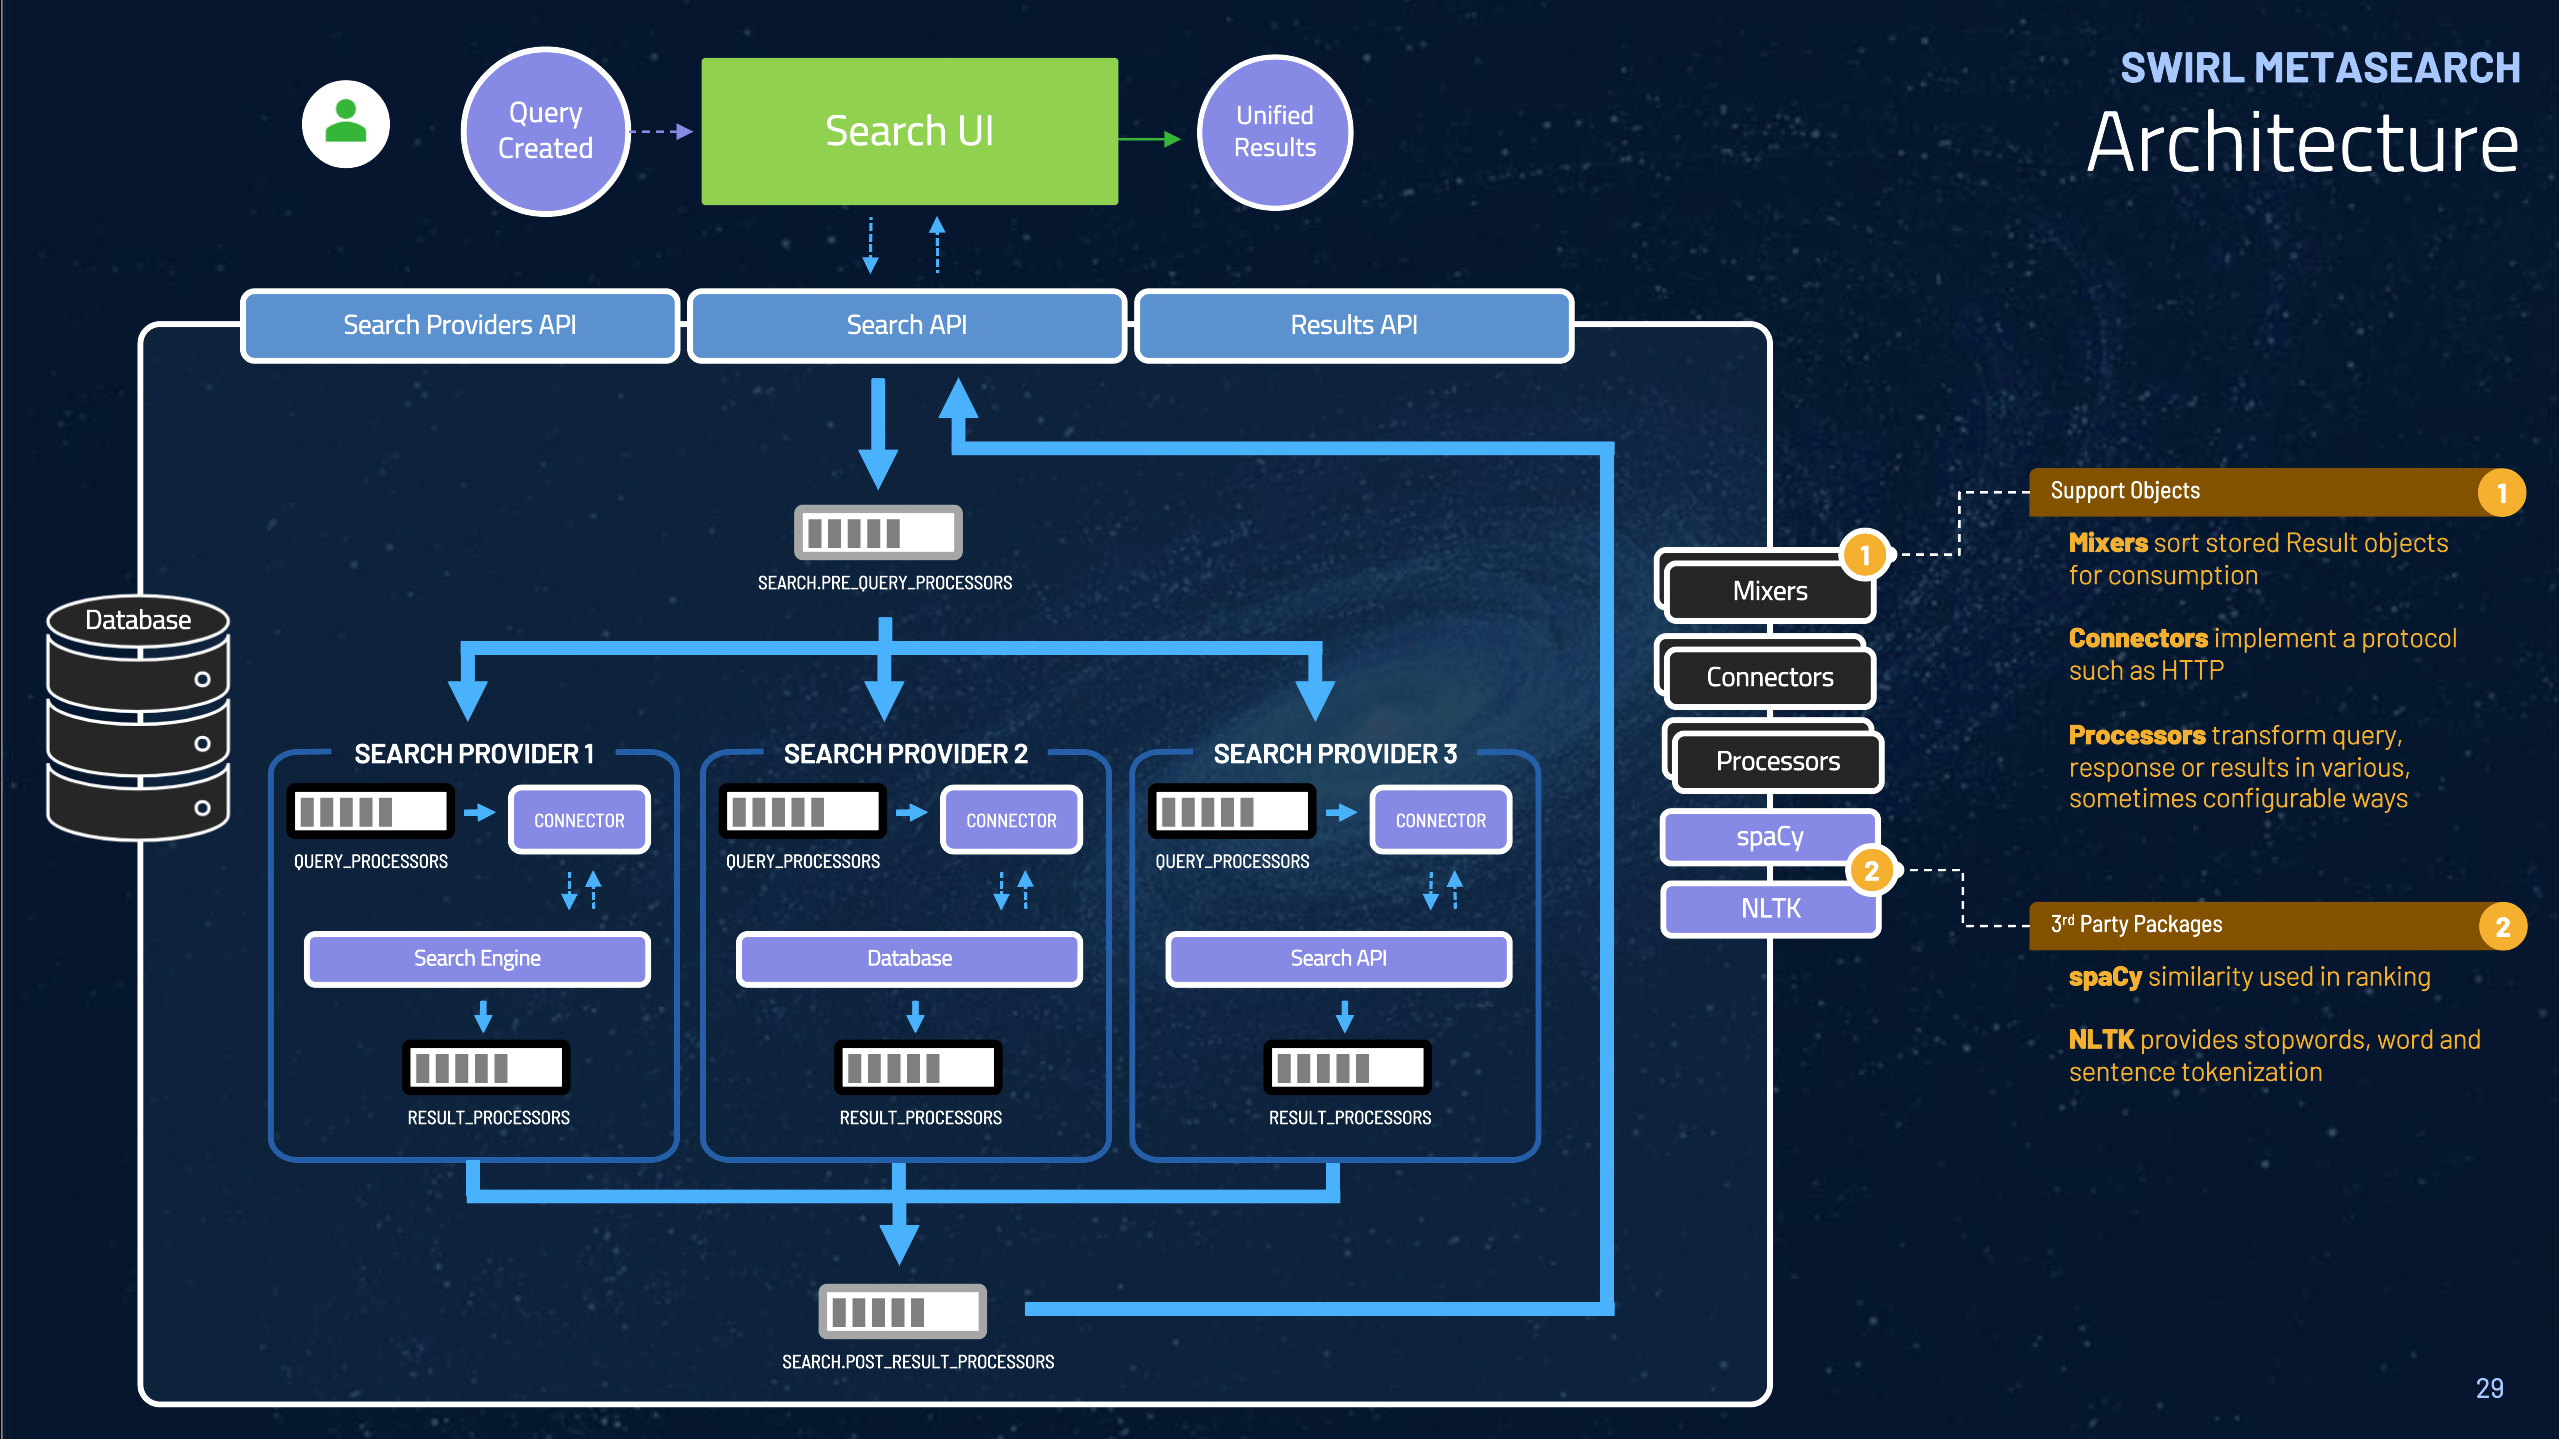 SWIRL METASEARCH
Architecture
Query
Created
Search UI
Unified
Results
Search Providers API
Search API
Results API
SEARCH.PRE_QUERY_PROCESSORS
Database
SEARCH PROVIDER 1
QUERY_PROCESSORS
CONNECTOR
Search Engine
RESULT_PROCESSORS
SEARCH PROVIDER 2
QUERY_PROCESSORS
CONNECTOR
Database
RESULT_PROCESSORS
SEARCH PROVIDER 3
QUERY_PROCESSORS
CONNECTOR
Search API
RESULT_PROCESSORS
SEARCH.POST_RESULT_PROCESSORS
1
Mixers
Connectors
Processors
spaCy
2
NLTK
Support Objects
1
Mixers sort stored Result objects
for consumption
Connectors implement a protocol
such as HTTP
Processors transform query,
response or results in various,
sometimes configurable ways
3rd Party Packages
2
spaCy similarity used in ranking
NLTK provides stopwords, word and
sentence tokenization
29